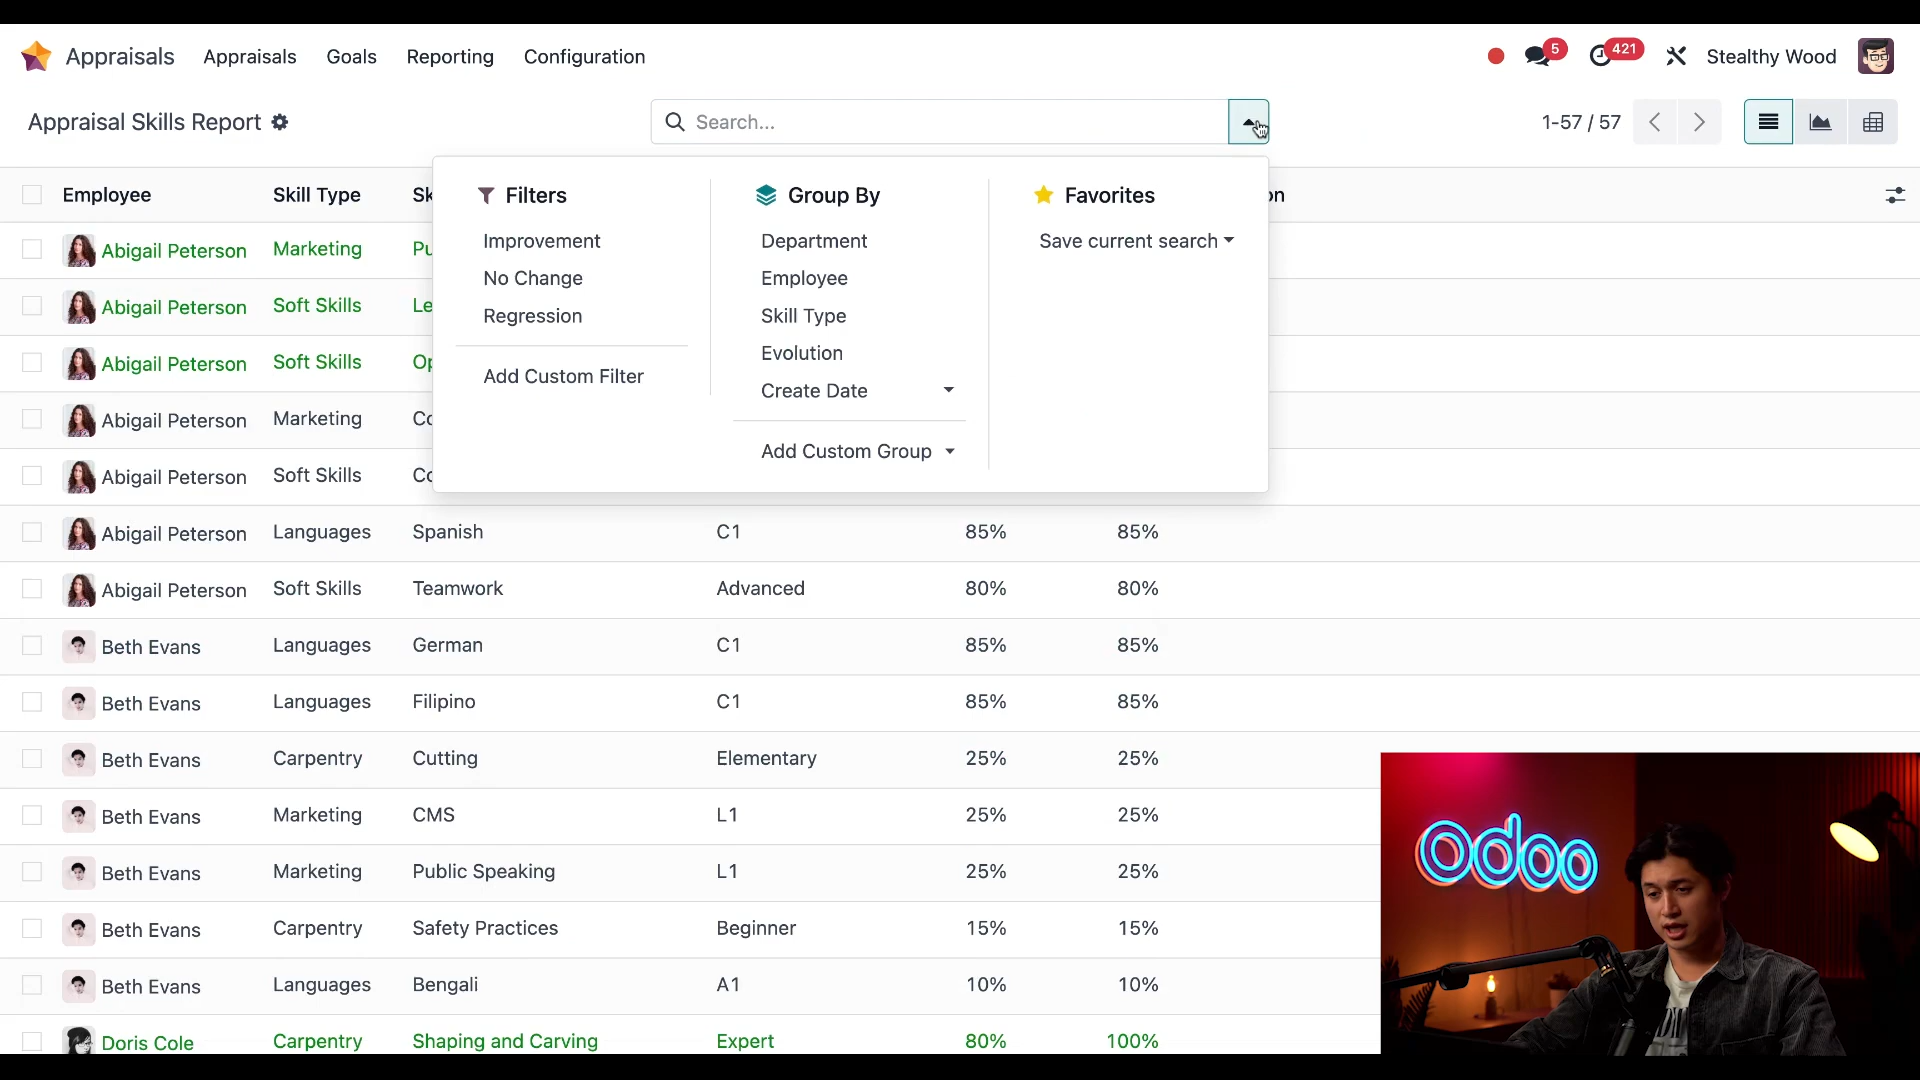 Appraisals Appraisals Goals Reporting Configuration 5 421 Stealthy Wood
Appraisal Skills Report Search... 1-57 / 57
Employee Skill Type Sk on
Filters Group By Favorites
Improvement Department Save current search
No Change Employee
Regression Skill Type
Evolution
Add Custom Filter Create Date
Add Custom Group
Abigail Peterson Marketing Pu
Abigail Peterson Soft Skills Le
Abigail Peterson Soft Skills Op
Abigail Peterson Marketing Co
Abigail Peterson Soft Skills Co
Abigail Peterson Languages Spanish C1 85% 85%
Abigail Peterson Soft Skills Teamwork Advanced 80% 80%
Beth Evans Languages German C1 85% 85%
Beth Evans Languages Filipino C1 85% 85%
Beth Evans Carpentry Cutting Elementary 25% 25%
Beth Evans Marketing CMS L1 25% 25%
Beth Evans Marketing Public Speaking L1 25% 25%
Beth Evans Carpentry Safety Practices Beginner 15% 15%
Beth Evans Languages Bengali A1 10% 10%
Doris Cole Carpentry Shaping and Carving Expert 80% 100%
odoo